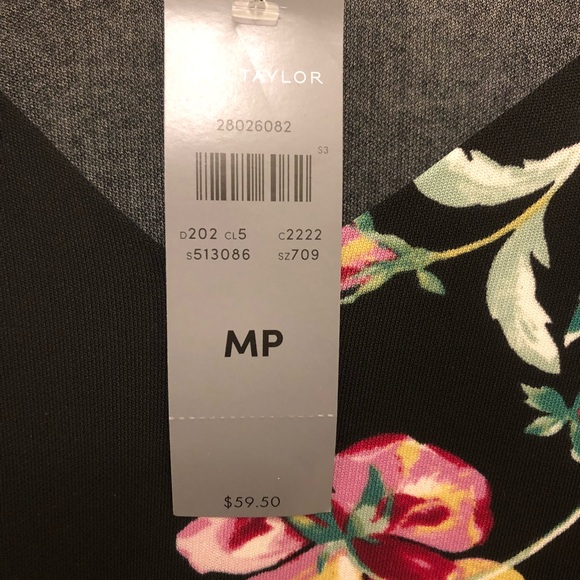 TAYLOR
28026082
S3
D202 CL5 C2222
S513086 SZ709
MP
$59.50